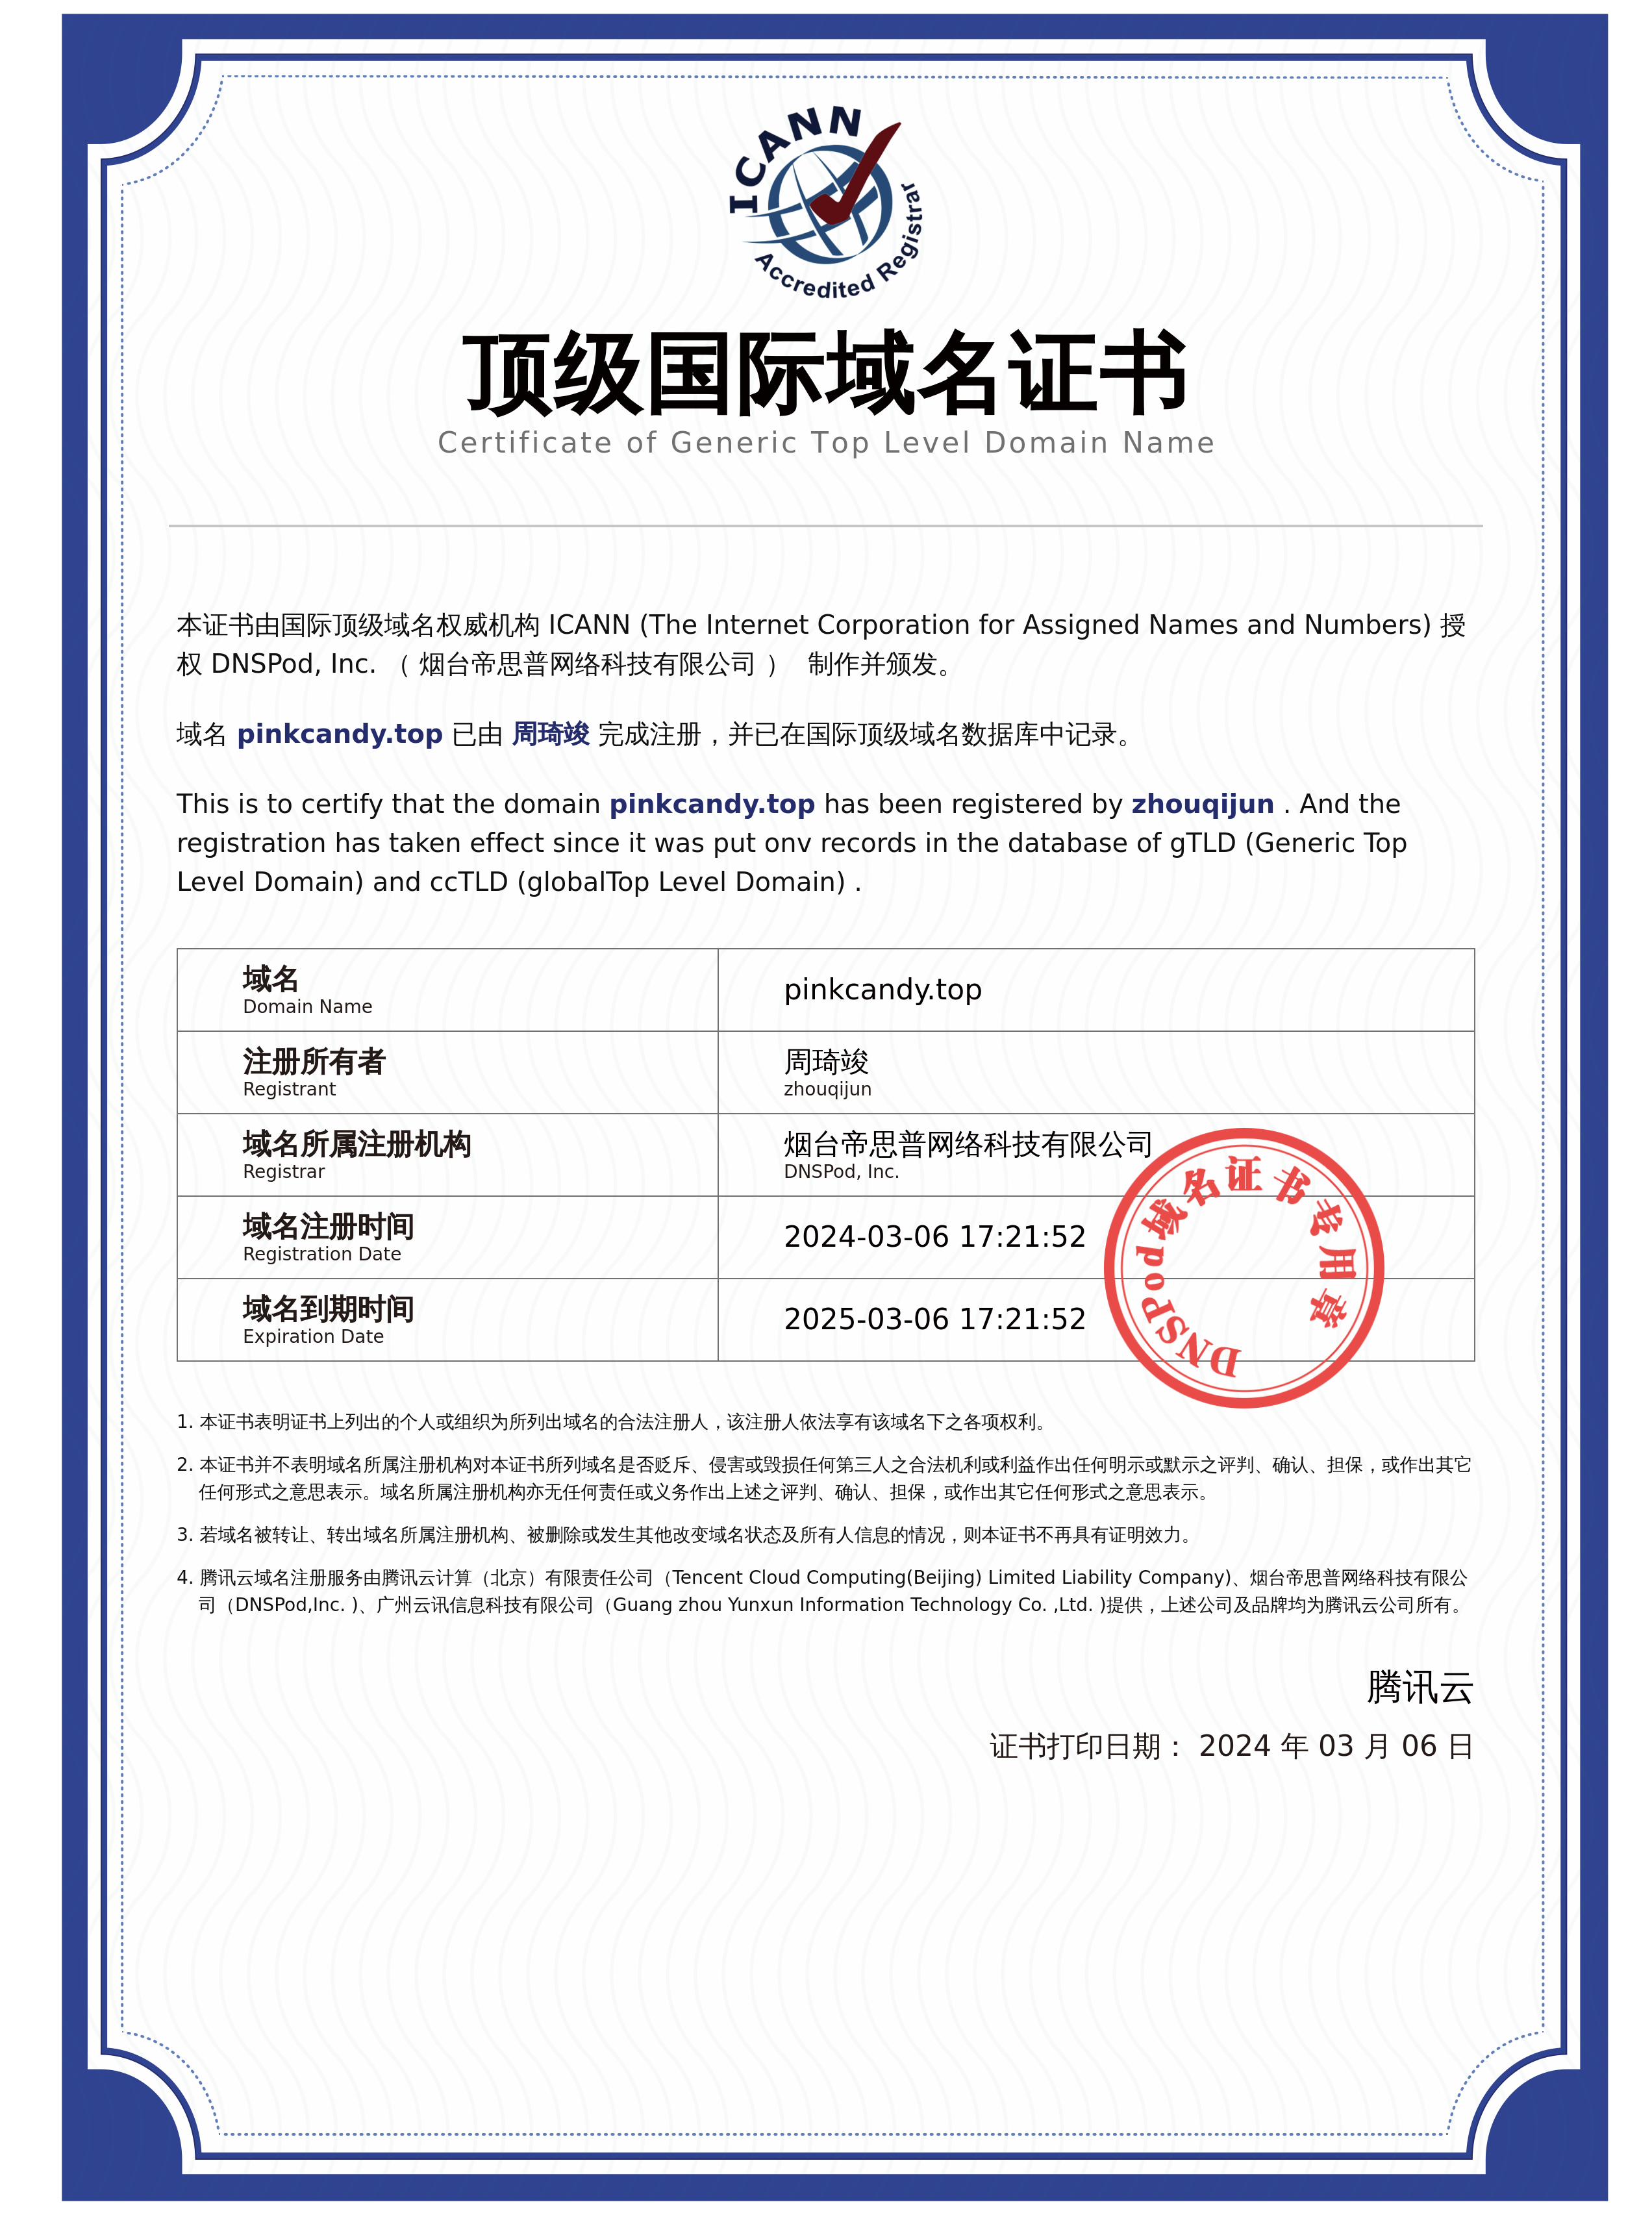 ICANN
Accredited Registrar
顶级国际域名证书
Certificate of Generic Top Level Domain Name
本证书由国际顶级域名权威机构 ICANN (The Internet Corporation for Assigned Names and Numbers) 授
权 DNSPod, Inc. （ 烟台帝思普网络科技有限公司 ） 制作并颁发。
域名 pinkcandy.top 已由 周琦竣 完成注册，并已在国际顶级域名数据库中记录。
This is to certify that the domain pinkcandy.top has been registered by zhouqijun . And the
registration has taken effect since it was put onv records in the database of gTLD (Generic Top
Level Domain) and ccTLD (globalTop Level Domain) .
域名
Domain Name
pinkcandy.top
注册所有者
Registrant
周琦竣
zhouqijun
域名所属注册机构
Registrar
烟台帝思普网络科技有限公司
DNSPod, Inc.
域名注册时间
Registration Date
2024-03-06 17:21:52
域名到期时间
Expiration Date
2025-03-06 17:21:52
DNSPod域名证书专用章
1. 本证书表明证书上列出的个人或组织为所列出域名的合法注册人，该注册人依法享有该域名下之各项权利。
2. 本证书并不表明域名所属注册机构对本证书所列域名是否贬斥、侵害或毁损任何第三人之合法机利或利益作出任何明示或默示之评判、确认、担保，或作出其它
任何形式之意思表示。域名所属注册机构亦无任何责任或义务作出上述之评判、确认、担保，或作出其它任何形式之意思表示。
3. 若域名被转让、转出域名所属注册机构、被删除或发生其他改变域名状态及所有人信息的情况，则本证书不再具有证明效力。
4. 腾讯云域名注册服务由腾讯云计算（北京）有限责任公司（Tencent Cloud Computing(Beijing) Limited Liability Company)、烟台帝思普网络科技有限公
司（DNSPod,Inc. )、广州云讯信息科技有限公司（Guang zhou Yunxun Information Technology Co. ,Ltd. )提供，上述公司及品牌均为腾讯云公司所有。
腾讯云
证书打印日期： 2024 年 03 月 06 日